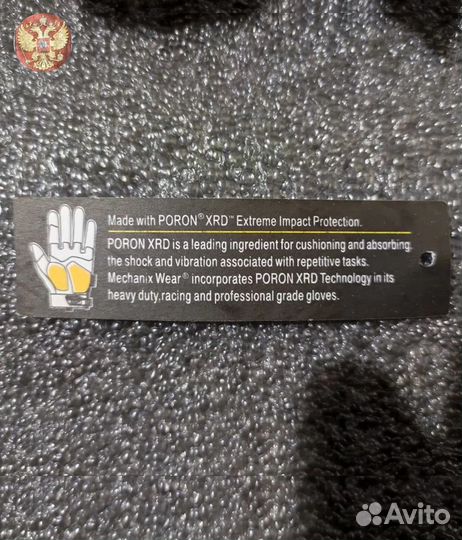 Made with PORON® XRD™ Extreme Impact Protection.
PORON XRD is a leading ingredient for cushioning and absorbing
the shock and vibration associated with repetitive tasks.
Mechanix Wear® incorporates PORON XRD Technology in its
heavy duty,racing and professional grade gloves.
Avito